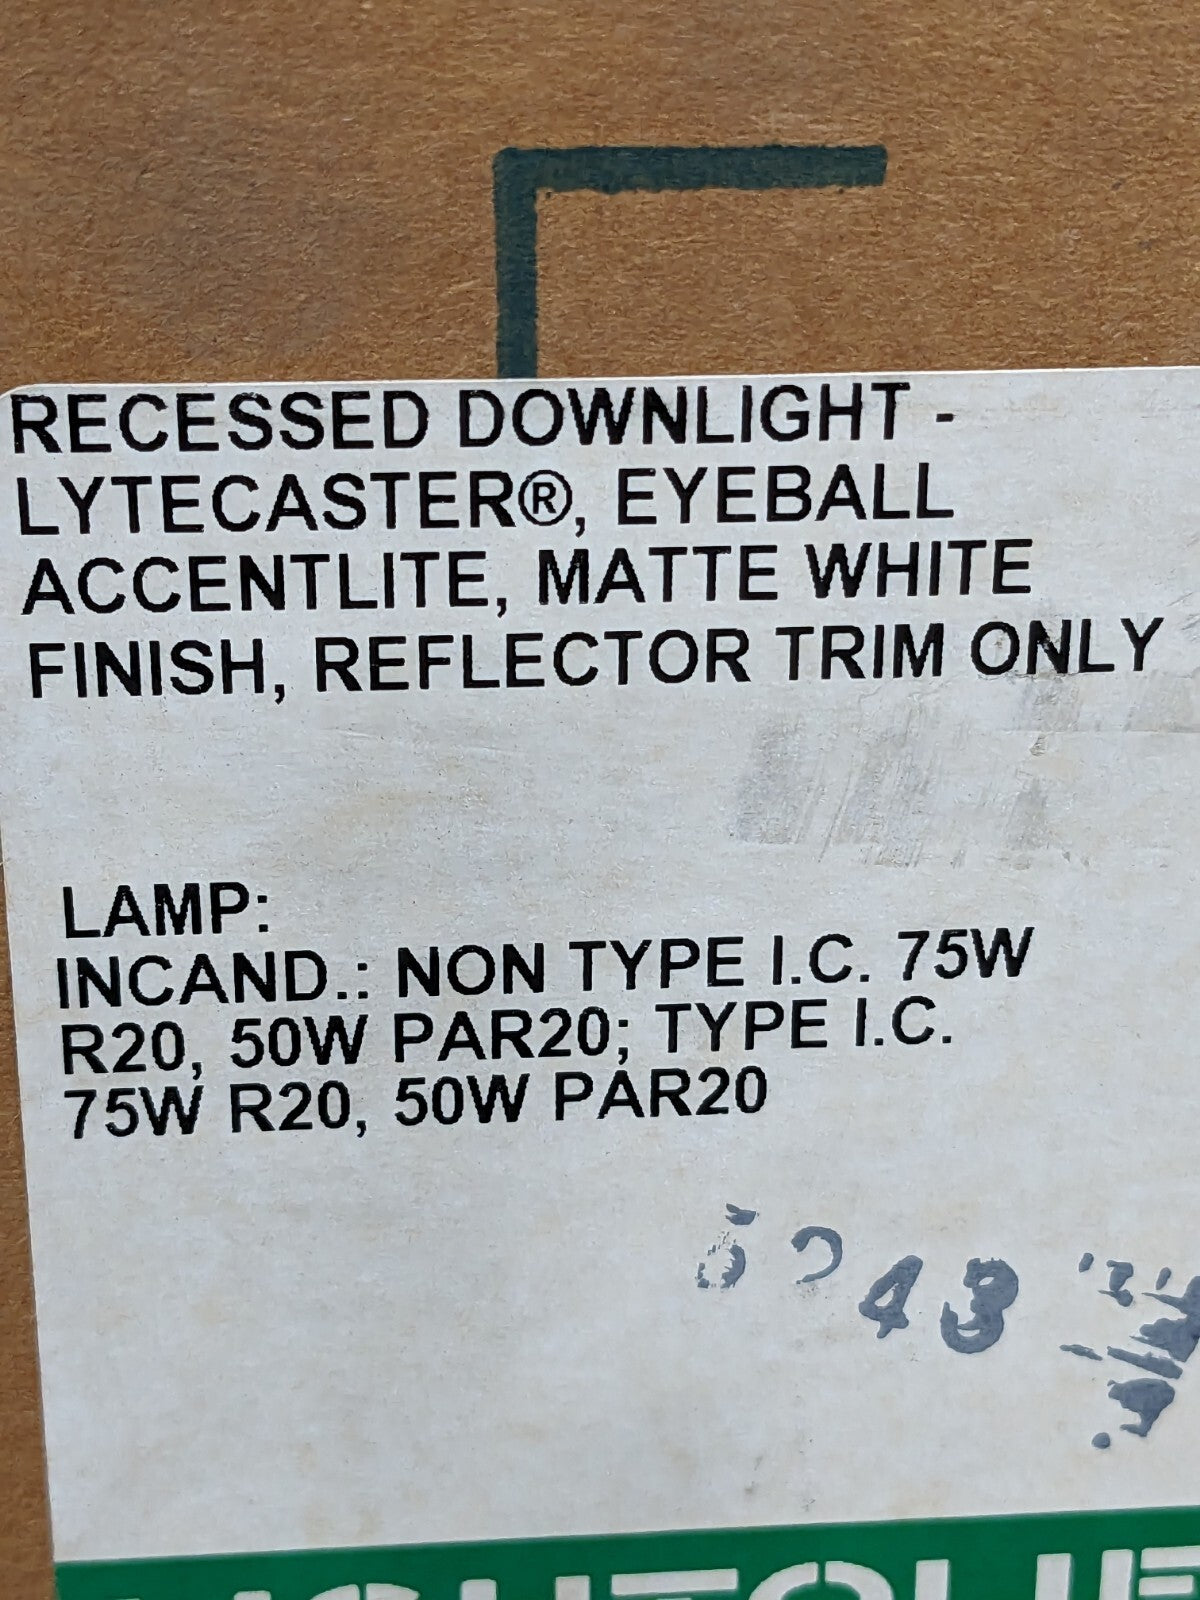 RECESSED DOWNLIGHT -
LYTECASTER®, EYEBALL
ACCENTLITE, MATTE WHITE
FINISH, REFLECTOR TRIM ONLY
LAMP:
INCAND.: NON TYPE I.C. 75W
R20, 50W PAR20; TYPE I.C.
75W R20, 50W PAR20